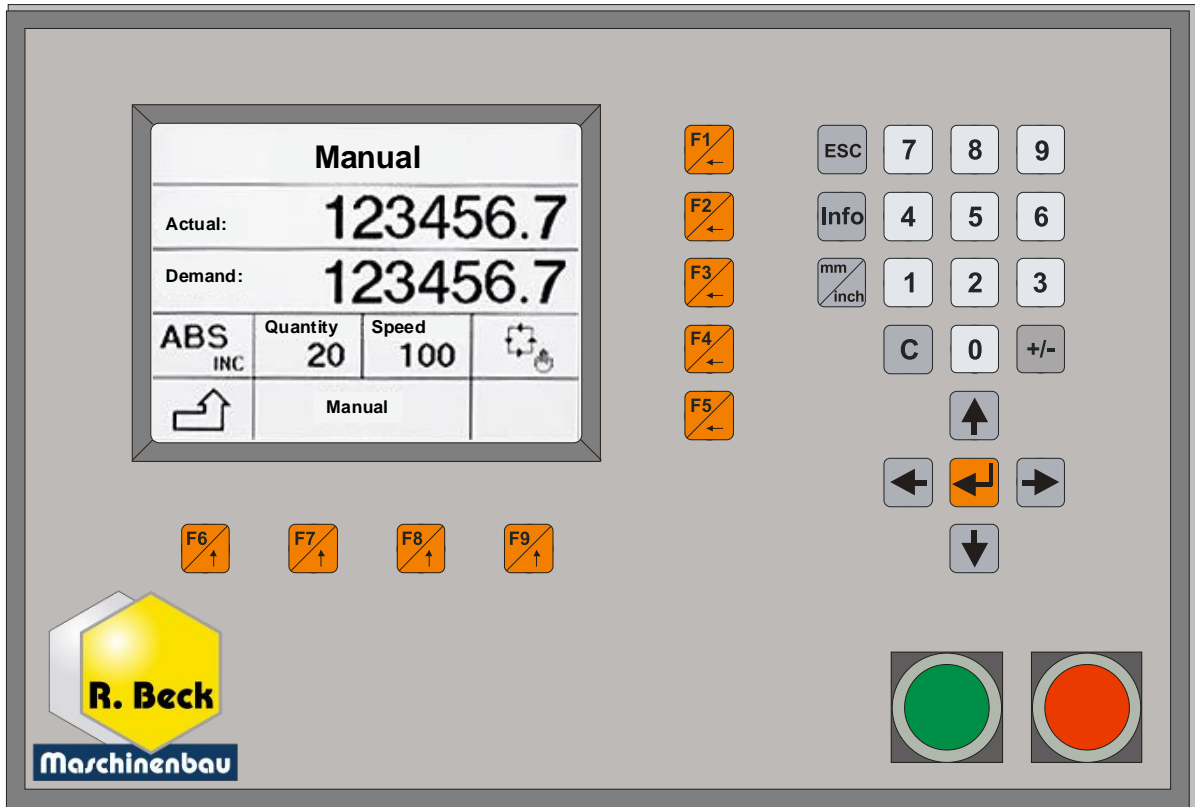 Manual
Actual: 123456.7
Demand: 123456.7
ABS INC
Quantity 20
Speed 100
Manual
F1
F2
F3
F4
F5
F6 F7 F8 F9
ESC 7 8 9
Info 4 5 6
mm inch 1 2 3
C 0 +/-
R. Beck
Maschinenbau